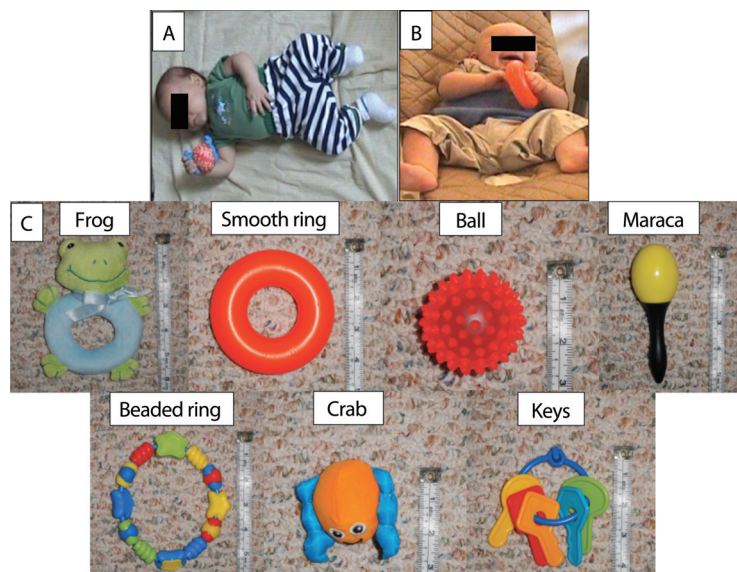 A
B
C
Frog
Smooth ring
Ball
Maraca
Beaded ring
Crab
Keys